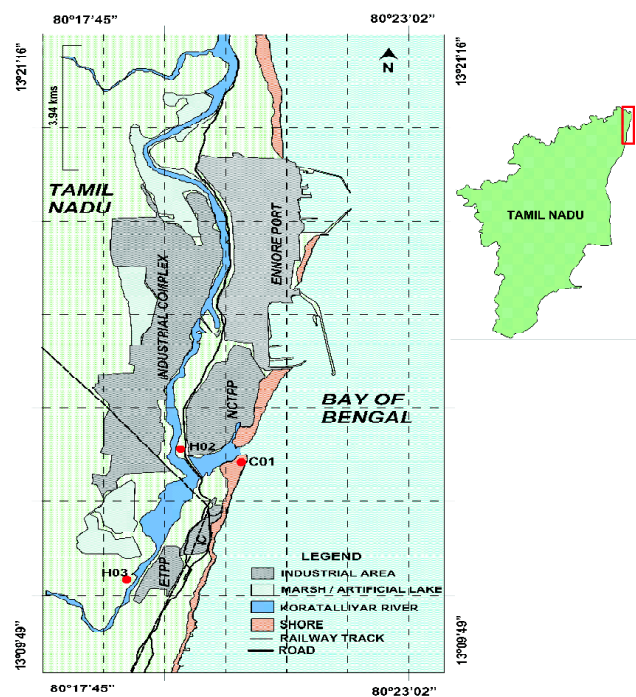 80°17'45" 80°23'02"
13°21'16" 13°21'16"
N
3.94 kms
TAMIL
NADU
ENNORE PORT
INDUSTRIAL COMPLEX
NCTPP
BAY OF
BENGAL
H02
C01
IC
H03
ETPP
LEGEND
INDUSTRIAL AREA
MARSH / ARTIFICIAL LAKE
KORATALLIYAR RIVER
SHORE
RAILWAY TRACK
ROAD
13°09'49" 13°09'49"
80°17'45" 80°23'02"
TAMIL NADU